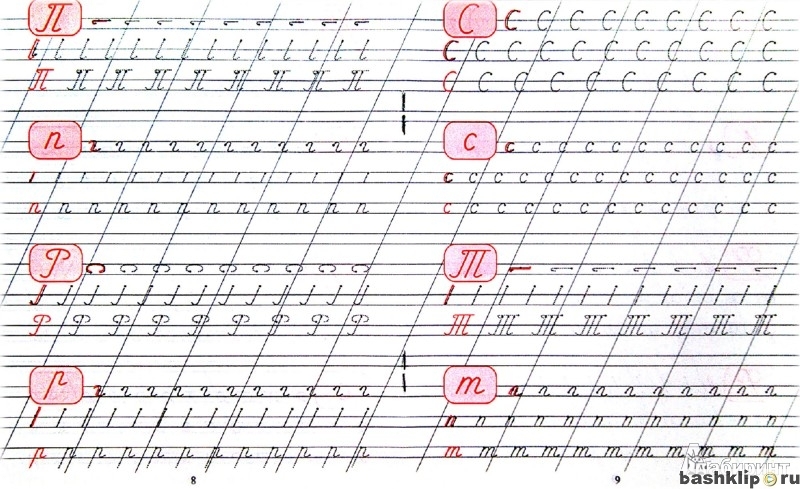 П
П П П П П П П П П
п
п п п п п п п п п п п п
Р
Р Р Р Р Р Р Р Р Р
р
р р р р р р р р р р р
8
С С С С С С С С С С
С С С С С С С С С С С
С С С С С С С С С С
с с с с с с с с с с с с
с с с с с с с с с с с с с
с с с с с с с с с с с с с
Т
Т Т Т Т Т Т Т Т
т
т т т т т т т т т т т
9
Лабиринт
bashklip.ru